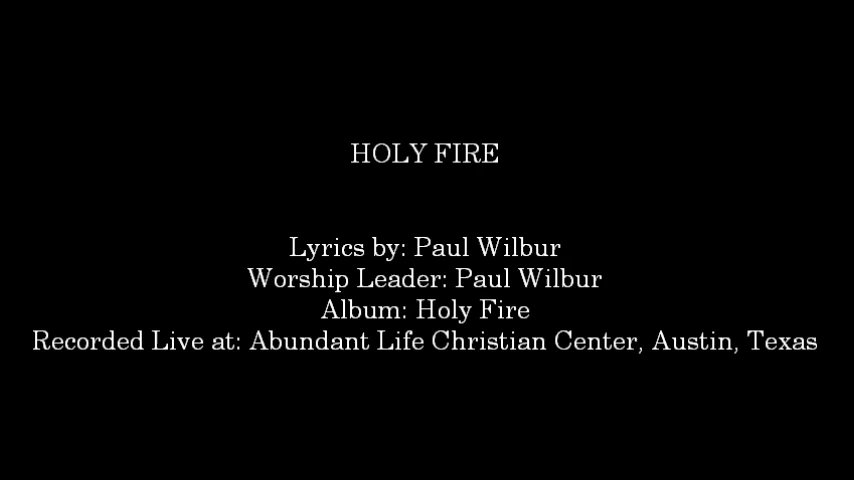 HOLY FIRE
Lyrics by: Paul Wilbur
Worship Leader: Paul Wilbur
Album: Holy Fire
Recorded Live at: Abundant Life Christian Center, Austin, Texas